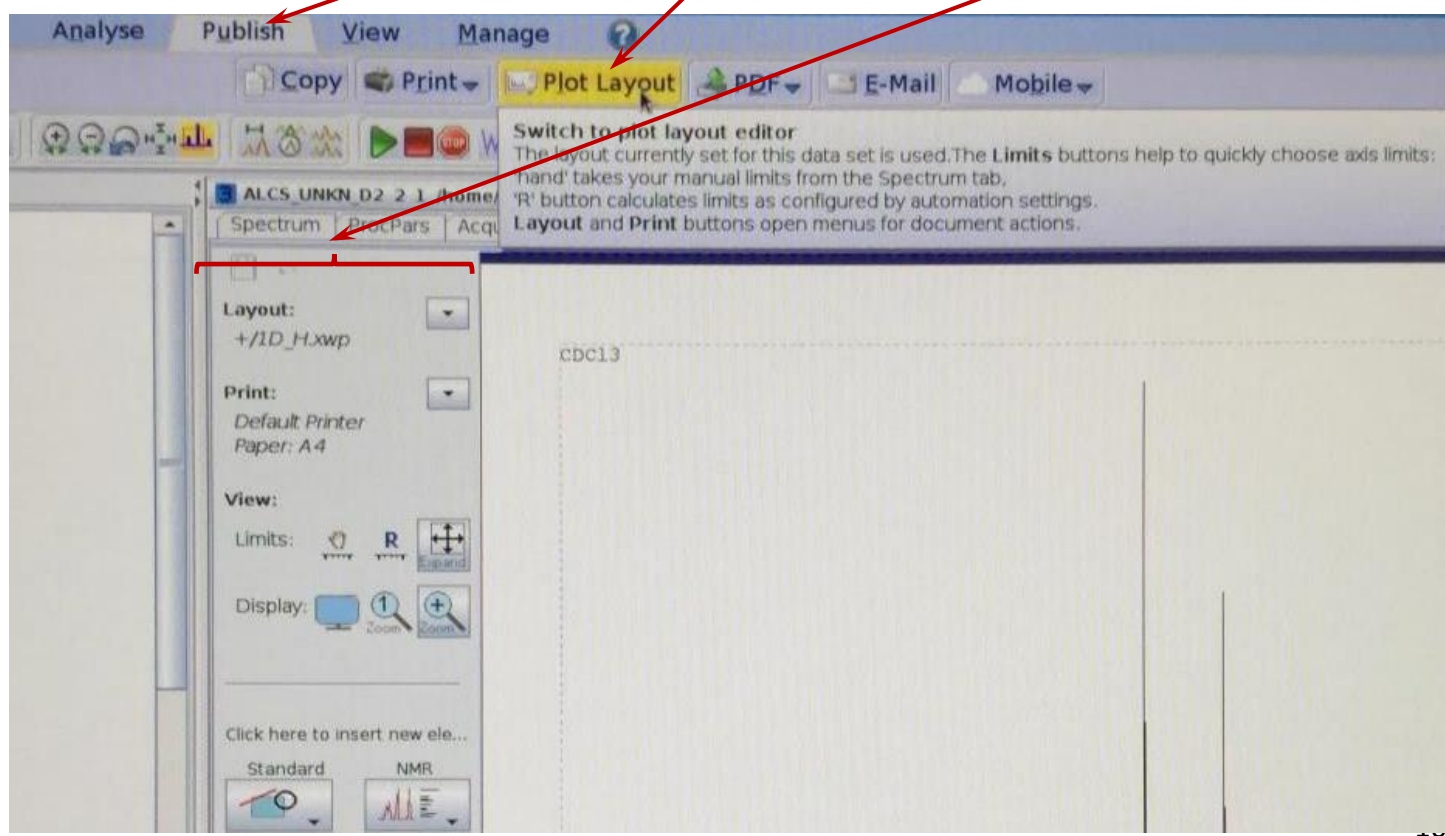 Analyse Publish View Manage ?
Copy Print Plot Layout PDF E-Mail Mobile
STOP
Switch to plot layout editor
The layout currently set for this data set is used.The Limits buttons help to quickly choose axis limits:
'hand' takes your manual limits from the Spectrum tab,
'R' button calculates limits as configured by automation settings.
Layout and Print buttons open menus for document actions.
3 ALCS_UNKN_D2 2 1 /home/
Spectrum ProcPars Acqu
Layout:
+/1D_H.xwp
CDCl3
Print:
Default Printer
Paper: A4
View:
Limits: R Expand
Display: 1 Zoom Zoom
Click here to insert new ele...
Standard NMR